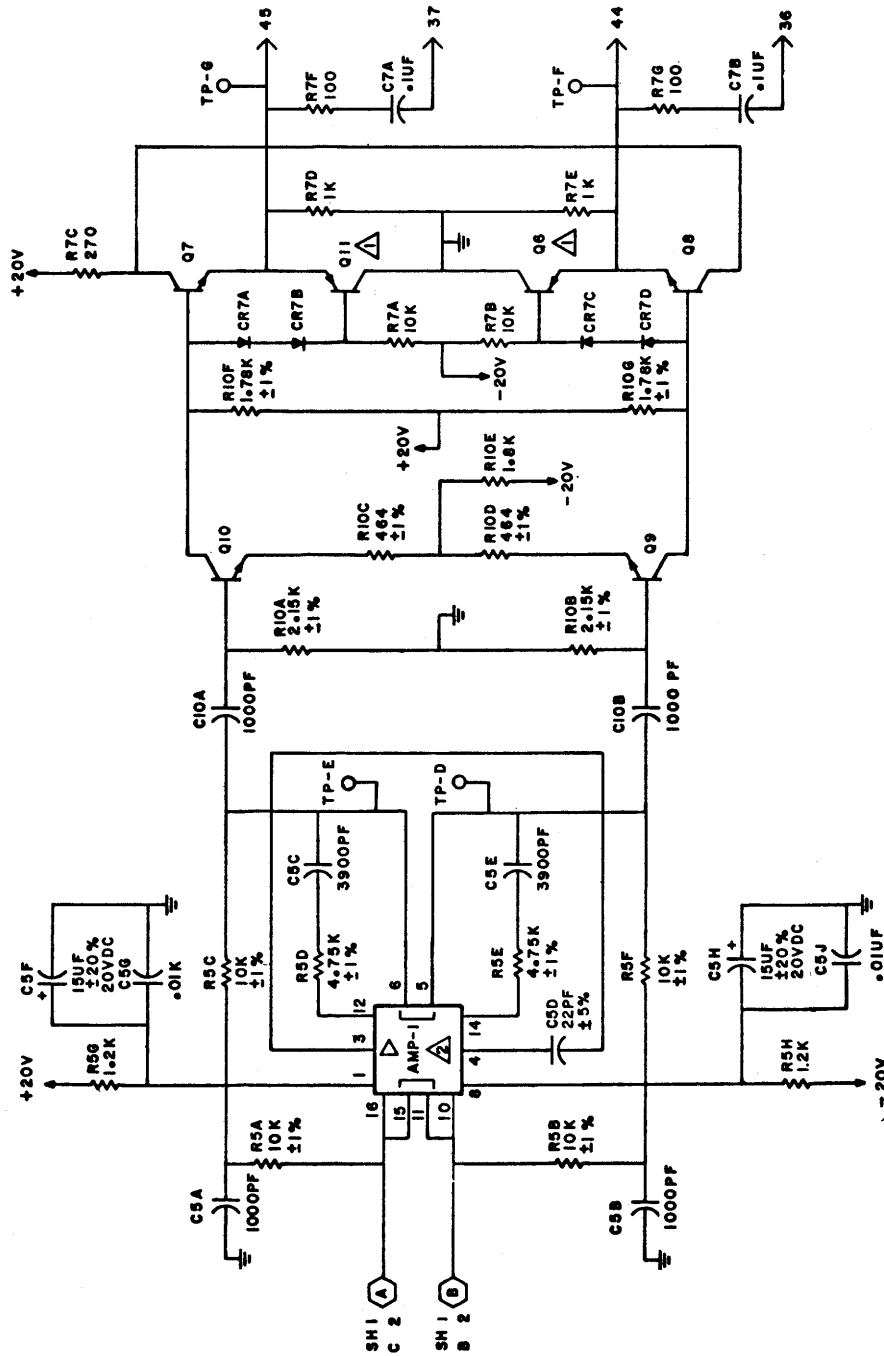 +20V
R5G
1.2K
C5F
+
15UF
±20%
20VDC
C5G
.01K
R7C
270
+20V
Q7
TP-G
45
R7F
100
C7A
.1UF
37
C5A
1000PF
R5A
10K
±1%
R5C
10K
±1%
R5D
4.75K
±1%
C5C
3900PF
TP-E
C10A
1000PF
R10A
2.15K
±1%
Q10
R10C
464
±1%
R10F
1.78K
±1%
CR7A
CR7B
Q11
1
R7D
1K
R7A
10K
SH1
C 2
A
16
15
11
10
1
3
12
6
5
AMP-1
2
8
4
14
+20V
R10E
1.8K
-20V
-20V
SH1
B 2
B
R5B
10K
±1%
C5D
22PF
±5%
R5E
4.75K
±1%
C5E
3900PF
TP-D
R10B
2.15K
±1%
R10D
464
±1%
R7B
10K
R7E
1K
Q6
1
TP-F
44
C5B
1000PF
R5F
10K
±1%
C10B
1000 PF
Q9
R10G
1.78K
±1%
CR7C
CR7D
Q8
R7G
100
C7B
.1UF
36
R5H
1.2K
-20V
C5H
+
15UF
±20%
20VDC
C5J
.01UF